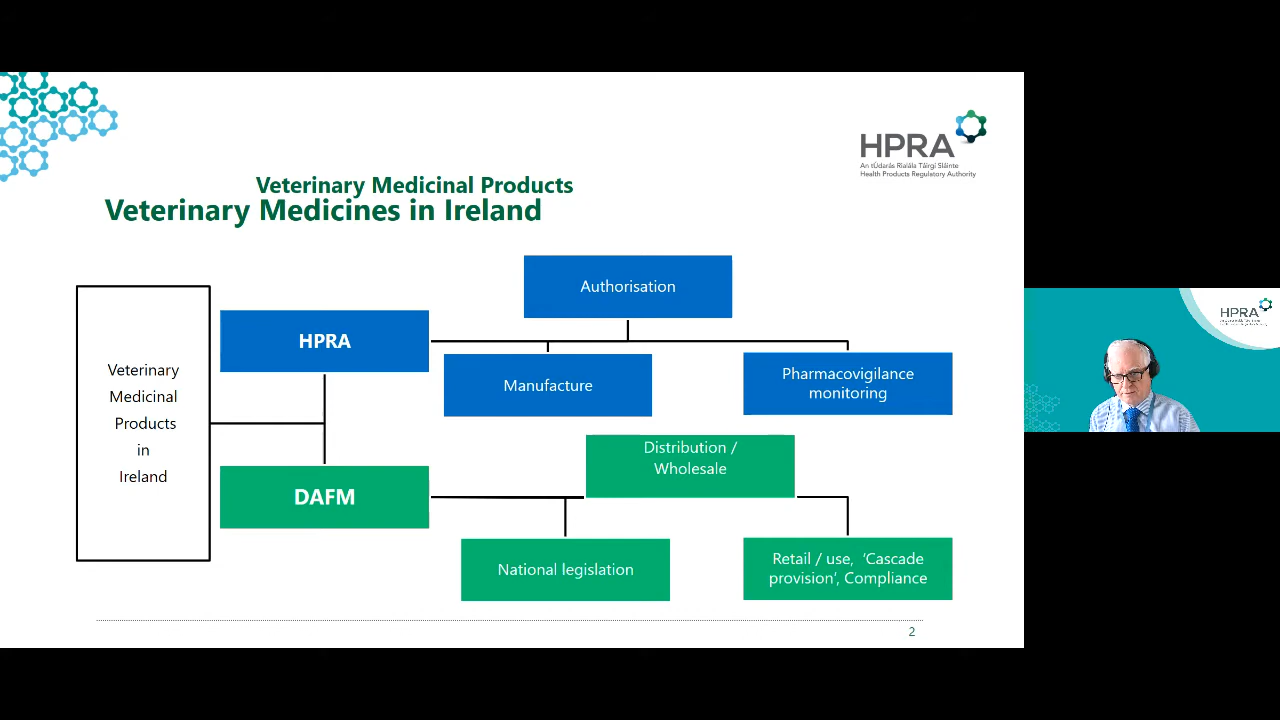 HPRA
An tÚdarás Rialála Táirgí Sláinte
Health Products Regulatory Authority
Veterinary Medicinal Products
Veterinary Medicines in Ireland
Authorisation
HPRA
Manufacture
Pharmacovigilance
monitoring
Veterinary
Medicinal
Products
in
Ireland
Distribution /
Wholesale
DAFM
National legislation
Retail / use, ‘Cascade
provision’, Compliance
2
HPRA